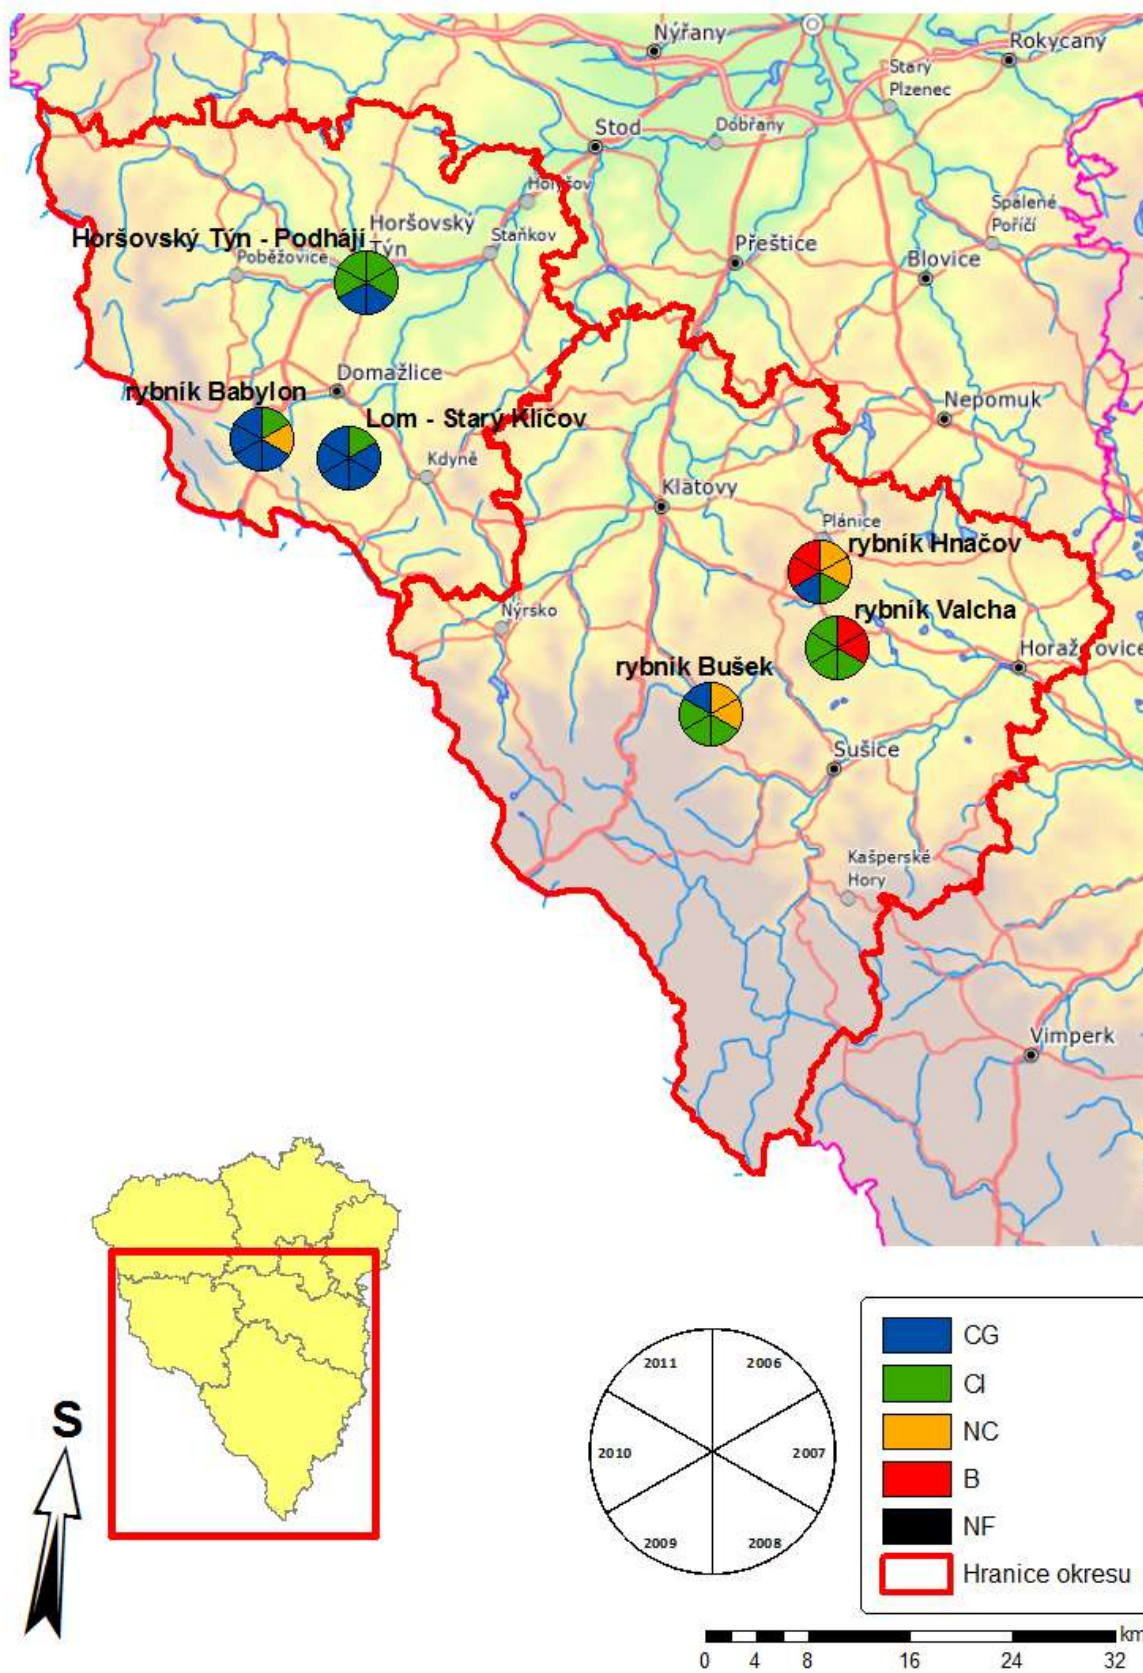 Nýřany
Rokycany
Starý
Plzenec
Stod
Dobřany
Holýšov
Spálené
Poříčí
Horšovský
Týn
Horšovský Týn - Podhájí
Staňkov
Přeštice
Poběžovice
Blovice
Domažlice
rybník Babylon
Nepomuk
Lom - Starý Klíčov
Kdyně
Klatovy
Plánice
rybník Hnačov
Nýrsko
rybník Valcha
rybník Bušek
Sušice
Kašperské
Hory
Vimperk
S
2011
2006
2010
2007
2009
2008
CG
CI
NC
B
NF
Hranice okresu
km
0 4 8 16 24 32